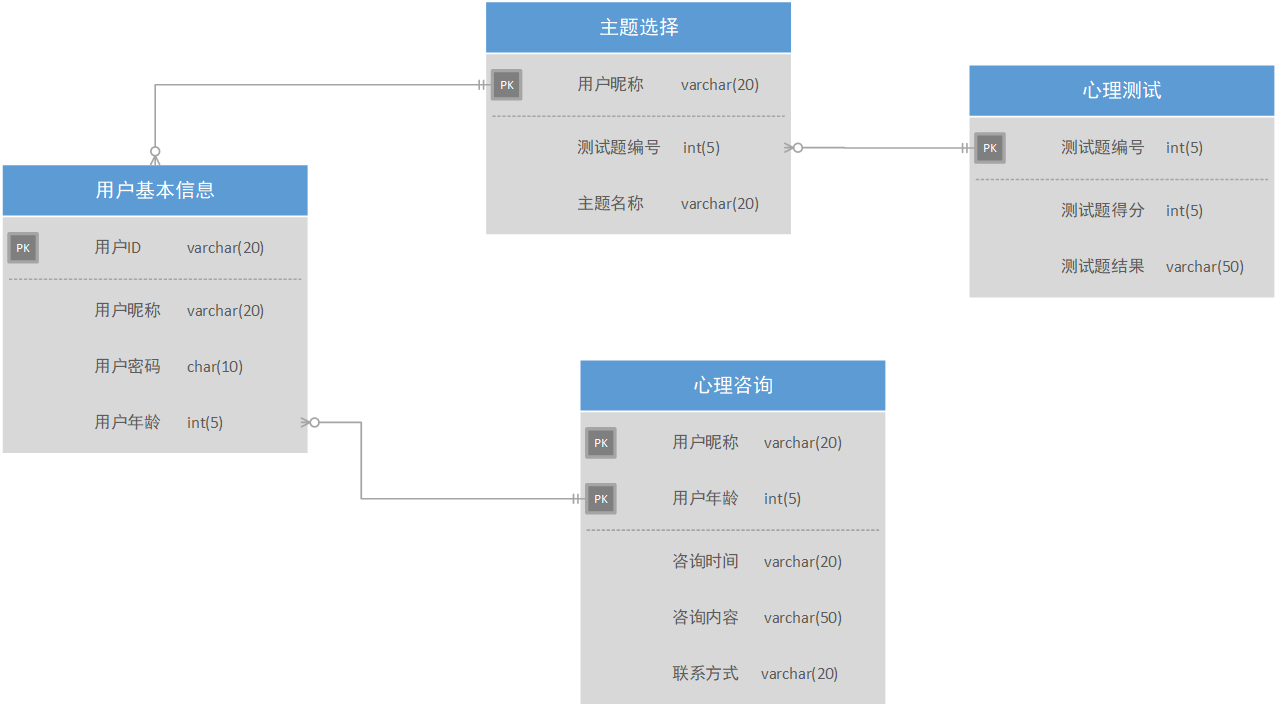 主题选择
PK 用户昵称 varchar(20)
测试题编号 int(5)
主题名称 varchar(20)
心理测试
PK 测试题编号 int(5)
测试题得分 int(5)
测试题结果 varchar(50)
用户基本信息
PK 用户ID varchar(20)
用户昵称 varchar(20)
用户密码 char(10)
用户年龄 int(5)
心理咨询
PK 用户昵称 varchar(20)
PK 用户年龄 int(5)
咨询时间 varchar(20)
咨询内容 varchar(50)
联系方式 varchar(20)